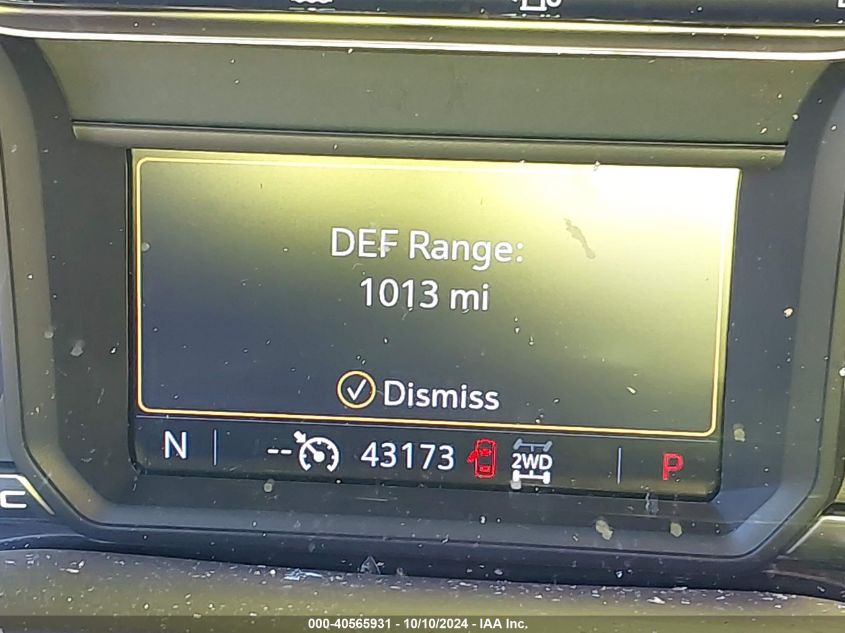 DEF Range:
1013 mi
Dismiss
N -- 43173 2WD P
C
000-40565931 - 10/10/2024 - IAA Inc.